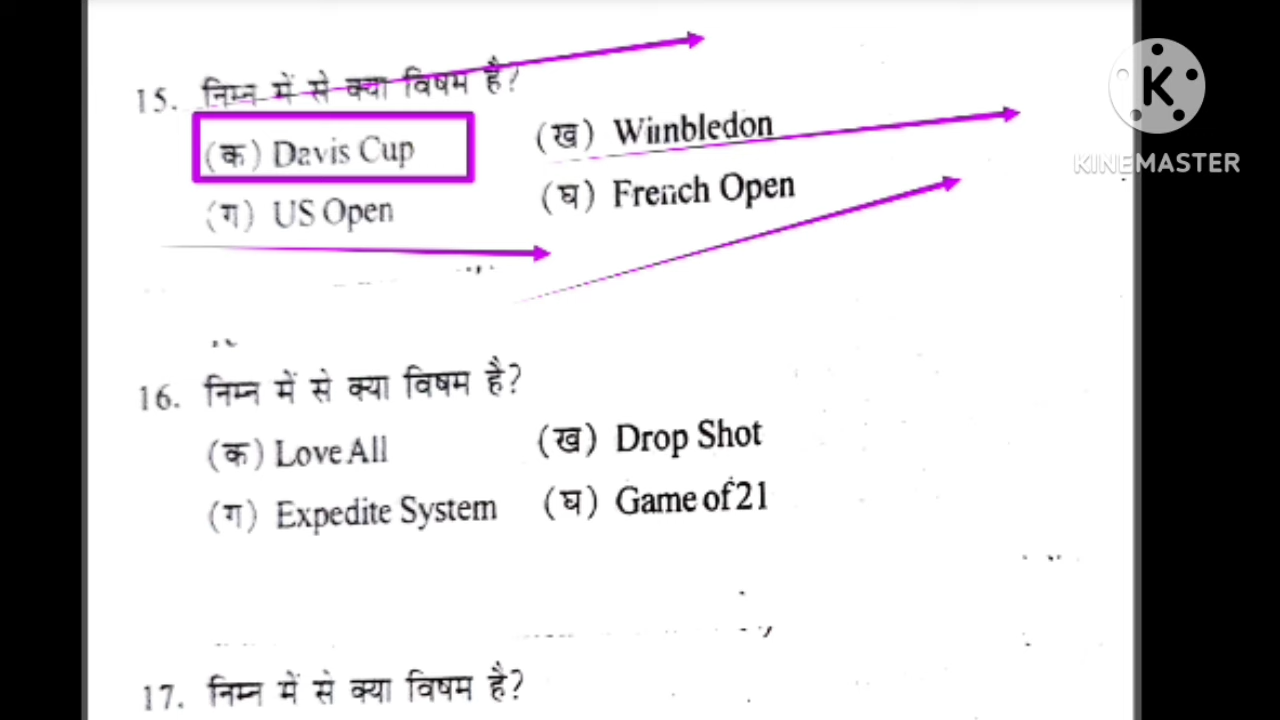 15. निम्न में से क्या विषम है?
(क) Davis Cup (ख) Wimbledon
(ग) US Open (घ) French Open
16. निम्न में से क्या विषम है?
(क) Love All (ख) Drop Shot
(ग) Expedite System (घ) Game of 21
17. निम्न में से क्या विषम है?
K
KINEMASTER